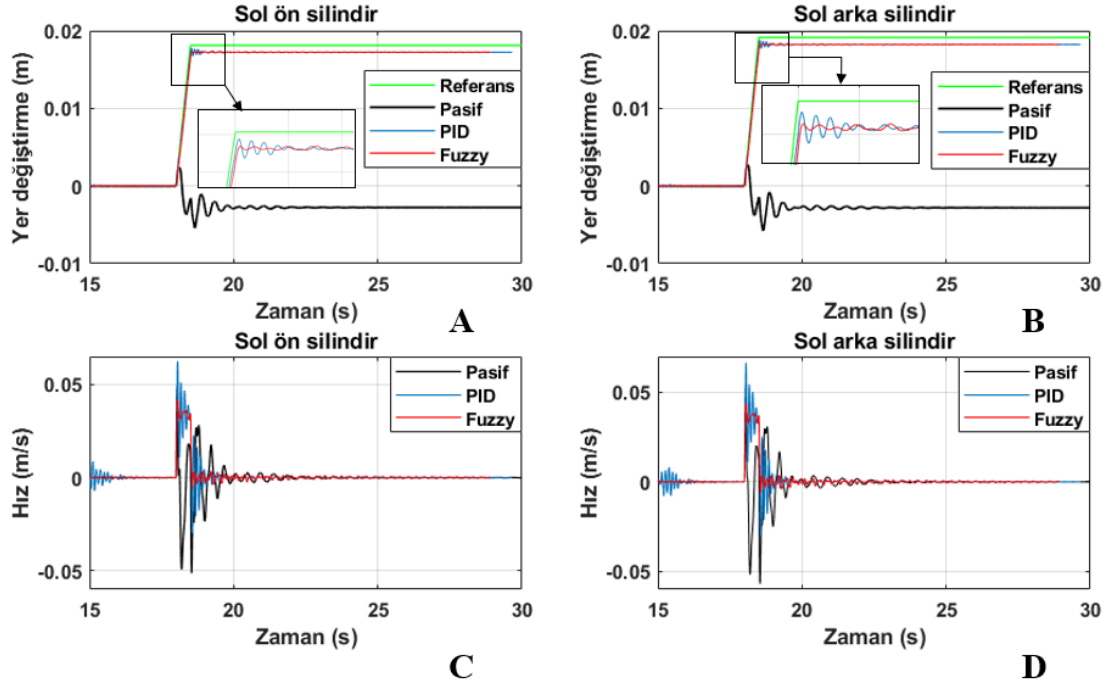 Sol ön silindir
Yer değiştirme (m)
0.02
0.01
0
-0.01
Referans
Pasif
PID
Fuzzy
15
20
25
30
Zaman (s)
A
Sol arka silindir
Yer değiştirme (m)
0.02
0.01
0
-0.01
Referans
Pasif
PID
Fuzzy
15
20
25
30
Zaman (s)
B
Sol ön silindir
Hız (m/s)
0.05
0
-0.05
Pasif
PID
Fuzzy
15
20
25
30
Zaman (s)
C
Sol arka silindir
Hız (m/s)
0.05
0
-0.05
Pasif
PID
Fuzzy
15
20
25
30
Zaman (s)
D